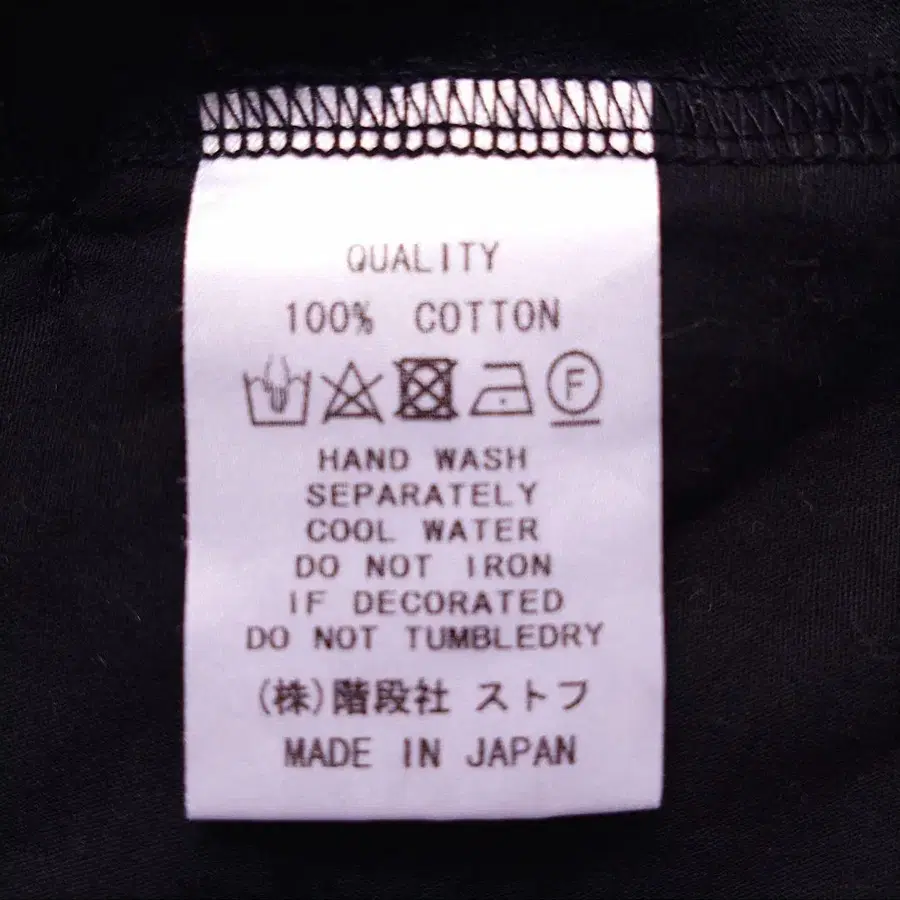 QUALITY
100% COTTON
F
HAND WASH
SEPARATELY
COOL WATER
DO NOT IRON
IF DECORATED
DO NOT TUMBLEDRY
(株)階段社 ストフ
MADE IN JAPAN